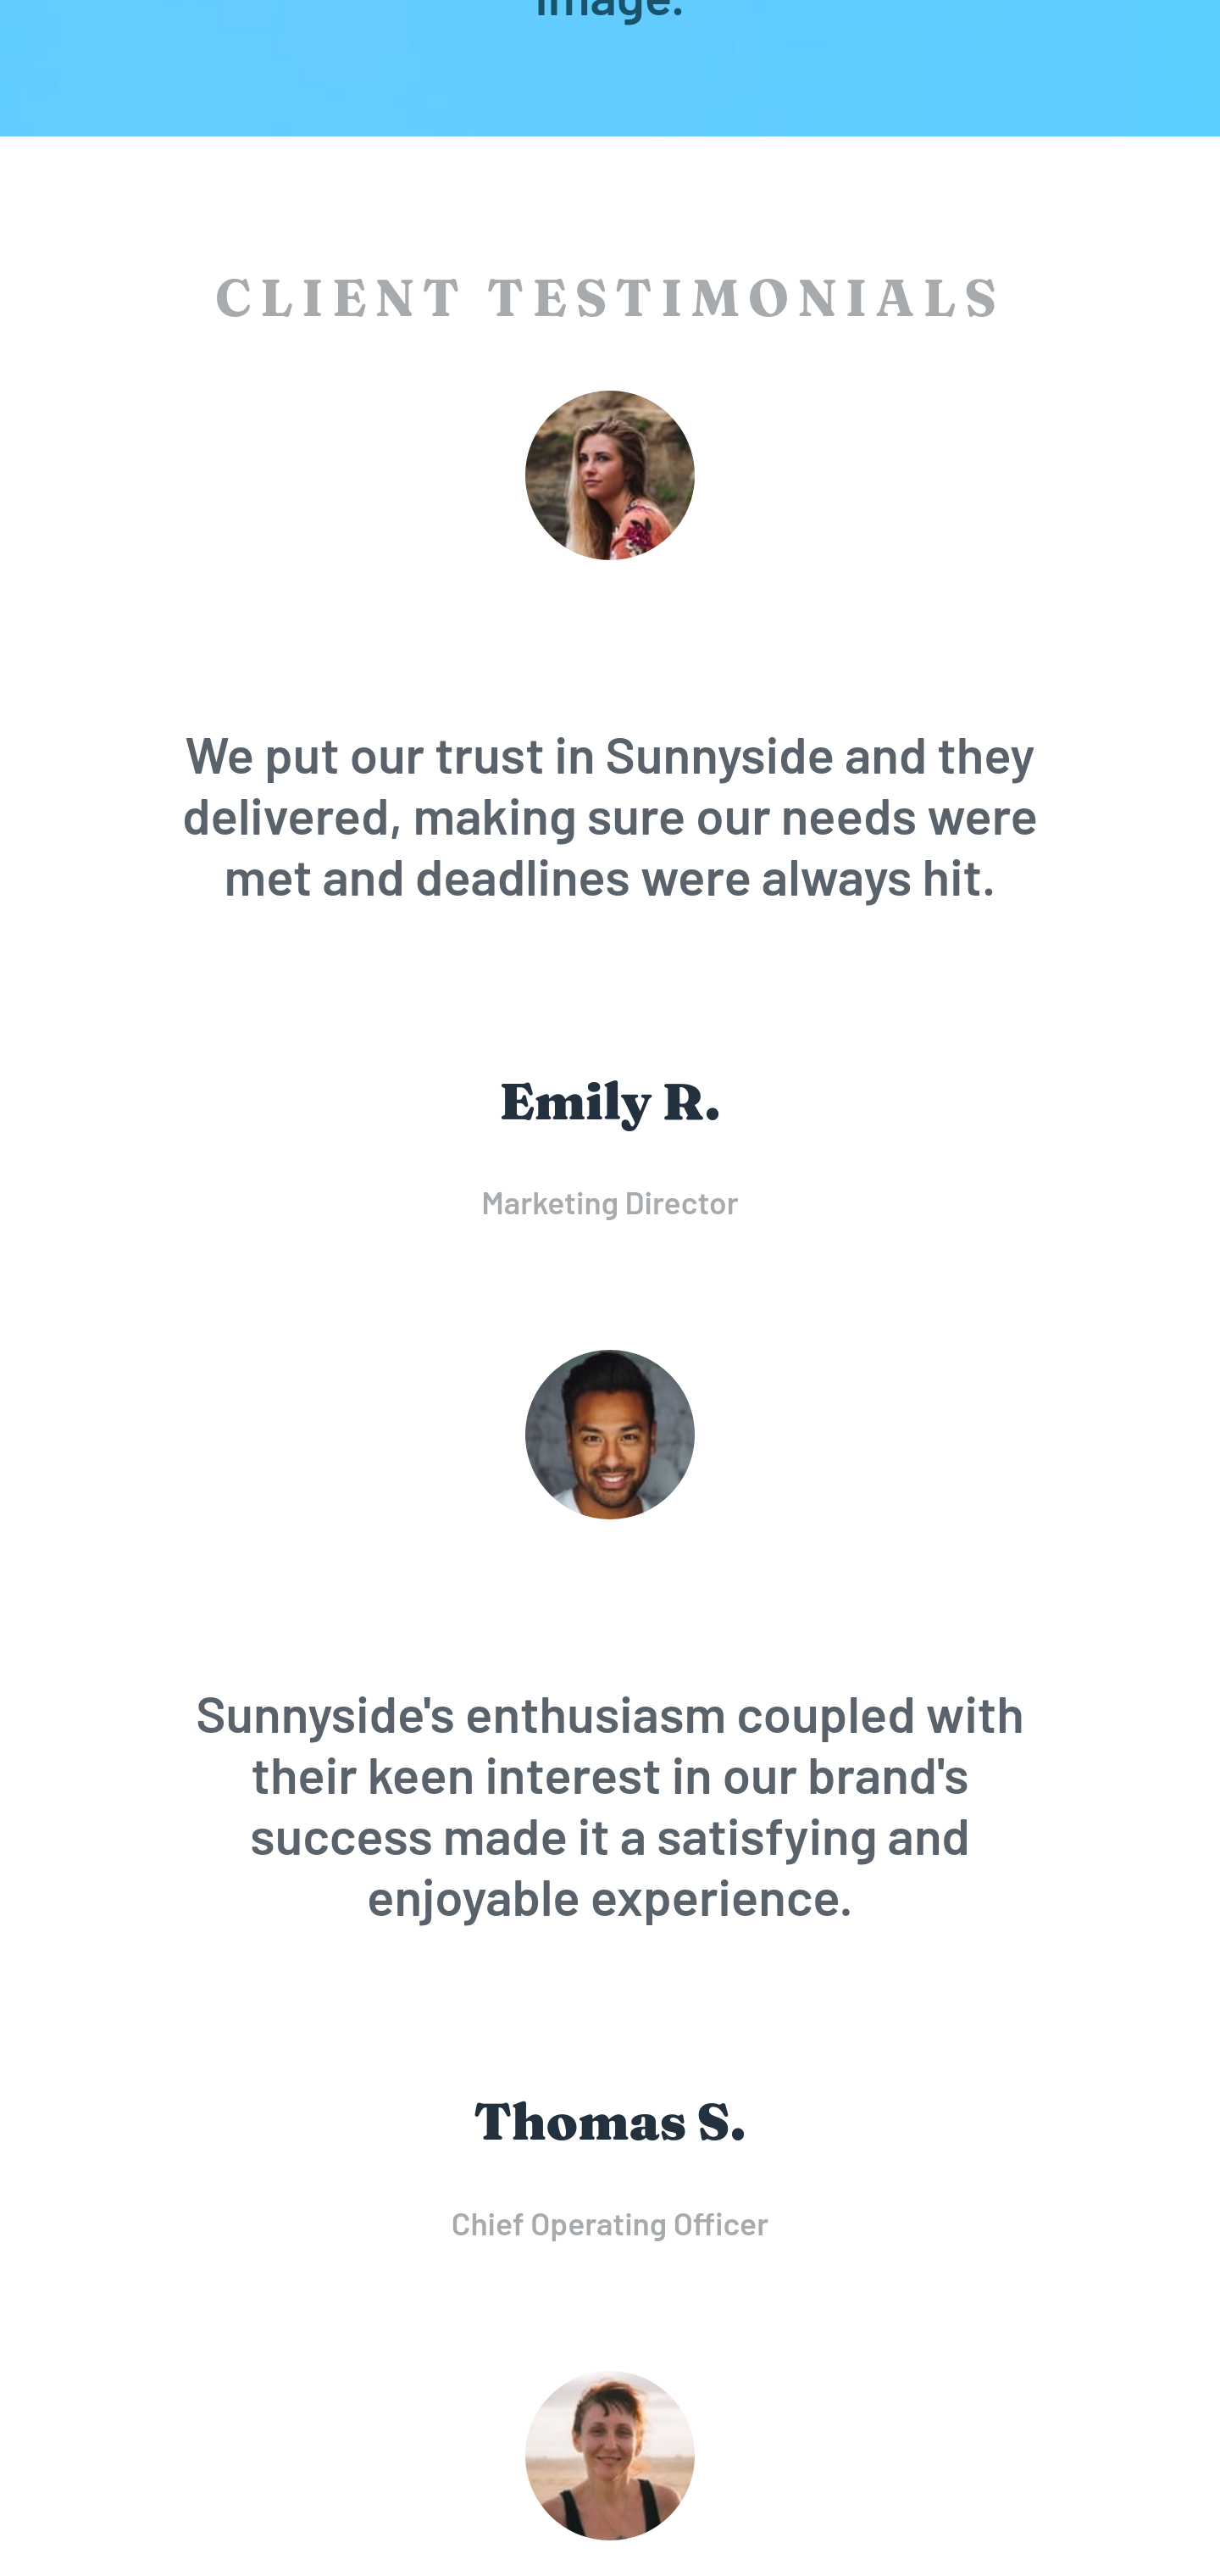 image.
CLIENT TESTIMONIALS
We put our trust in Sunnyside and they
delivered, making sure our needs were
met and deadlines were always hit.
Emily R.
Marketing Director
Sunnyside's enthusiasm coupled with
their keen interest in our brand's
success made it a satisfying and
enjoyable experience.
Thomas S.
Chief Operating Officer